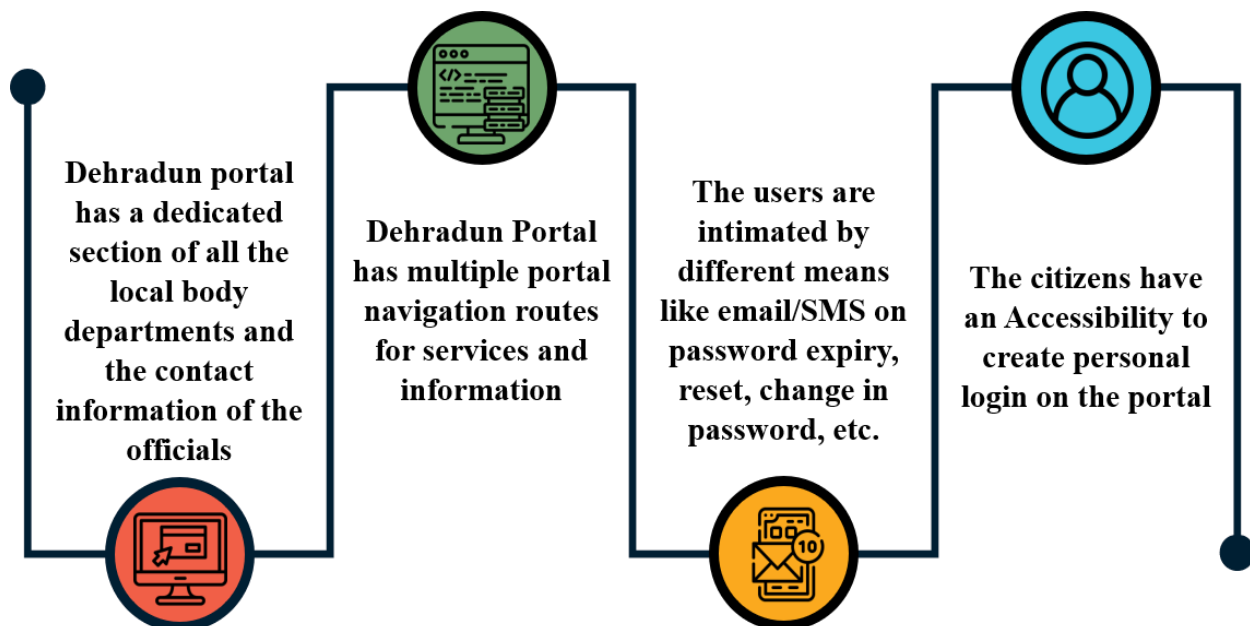 Dehradun portal
has a dedicated
section of all the
local body
departments and
the contact
information of the
officials
</>
Dehradun Portal
has multiple portal
navigation routes
for services and
information
The users are
intimated by
different means
like email/SMS on
password expiry,
reset, change in
password, etc.
10
The citizens have
an Accessibility to
create personal
login on the portal